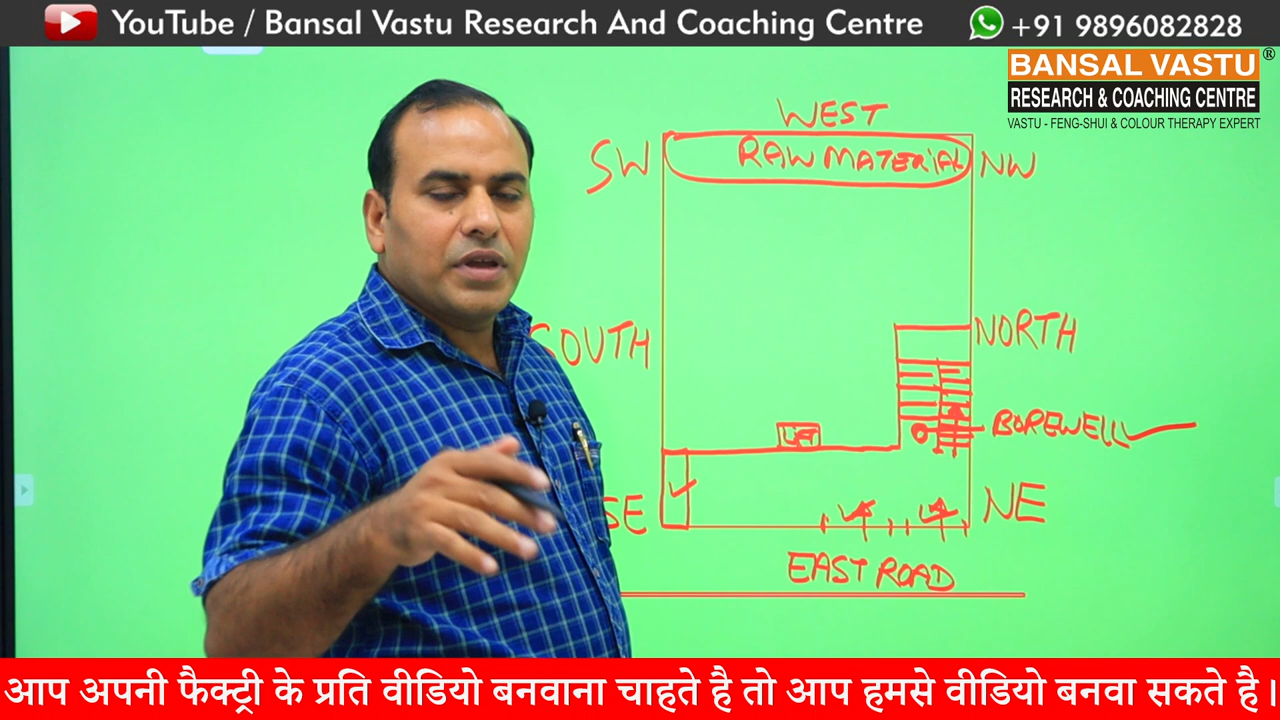 YouTube / Bansal Vastu Research And Coaching Centre
+91 9896082828
BANSAL VASTU ®
RESEARCH & COACHING CENTRE
VASTU - FENG-SHUI & COLOUR THERAPY EXPERT
WEST
SW RAW MATERIAL NW
SOUTH NORTH
BOREWELL
SE NE
EAST ROAD
आप अपनी फैक्ट्री के प्रति वीडियो बनवाना चाहते है तो आप हमसे वीडियो बनवा सकते है।